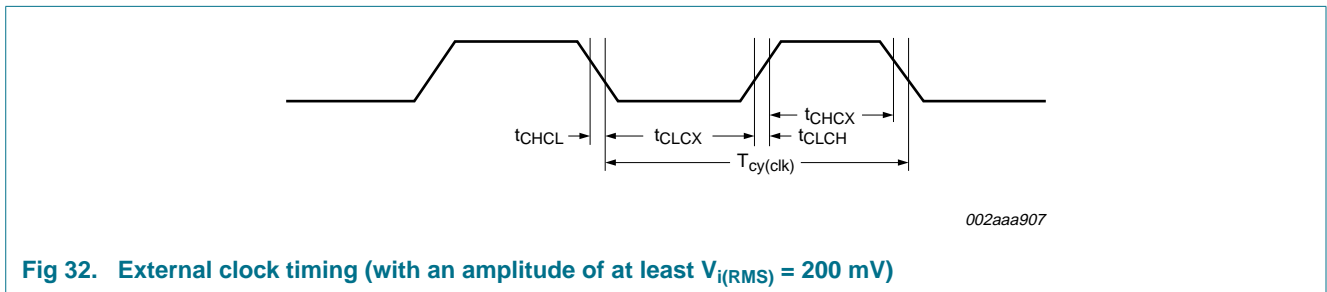 tCHCX
tCHCL
tCLCX
tCLCH
Tcy(clk)
002aaa907
Fig 32. External clock timing (with an amplitude of at least Vi(RMS) = 200 mV)